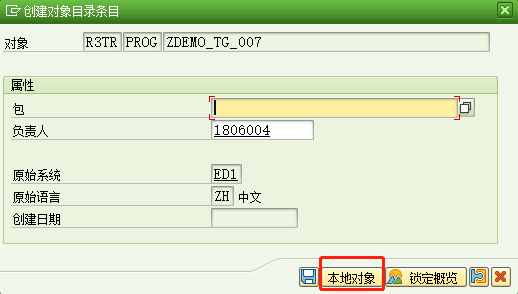 创建对象目录条目
对象 R3TR PROG ZDEMO_TG_007
属性
包
负责人 1806004
原始系统 ED1
原始语言 ZH 中文
创建日期
本地对象 锁定概览